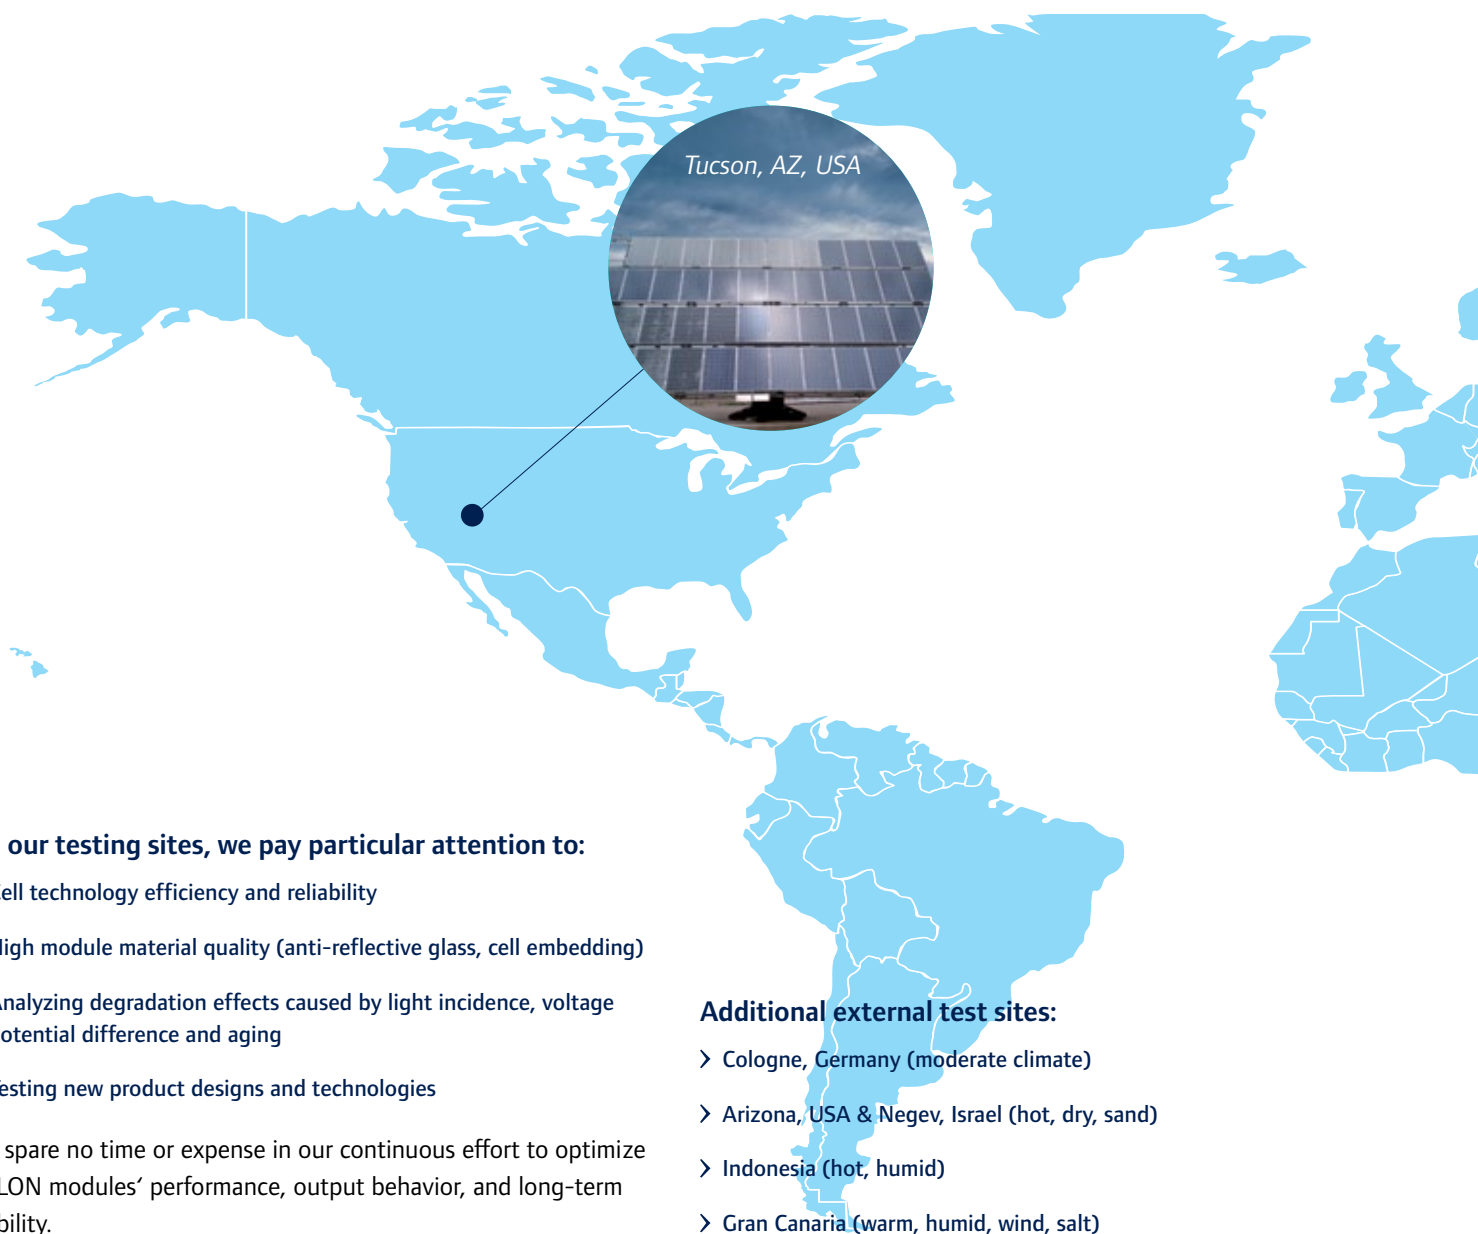 Tucson, AZ, USA
our testing sites, we pay particular attention to:
ell technology efficiency and reliability
igh module material quality (anti-reflective glass, cell embedding)
nalyzing degradation effects caused by light incidence, voltage
otential difference and aging
esting new product designs and technologies
spare no time or expense in our continuous effort to optimize
LON modules’ performance, output behavior, and long-term
bility.
Additional external test sites:
Cologne, Germany (moderate climate)
Arizona, USA & Negev, Israel (hot, dry, sand)
Indonesia (hot, humid)
Gran Canaria (warm, humid, wind, salt)